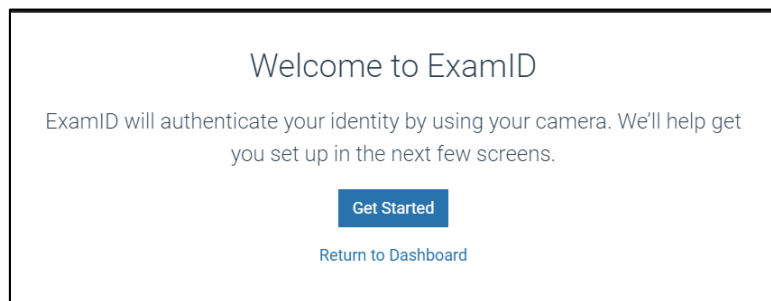 Welcome to ExamID
ExamID will authenticate your identity by using your camera. We’ll help get
you set up in the next few screens.
Get Started
Return to Dashboard